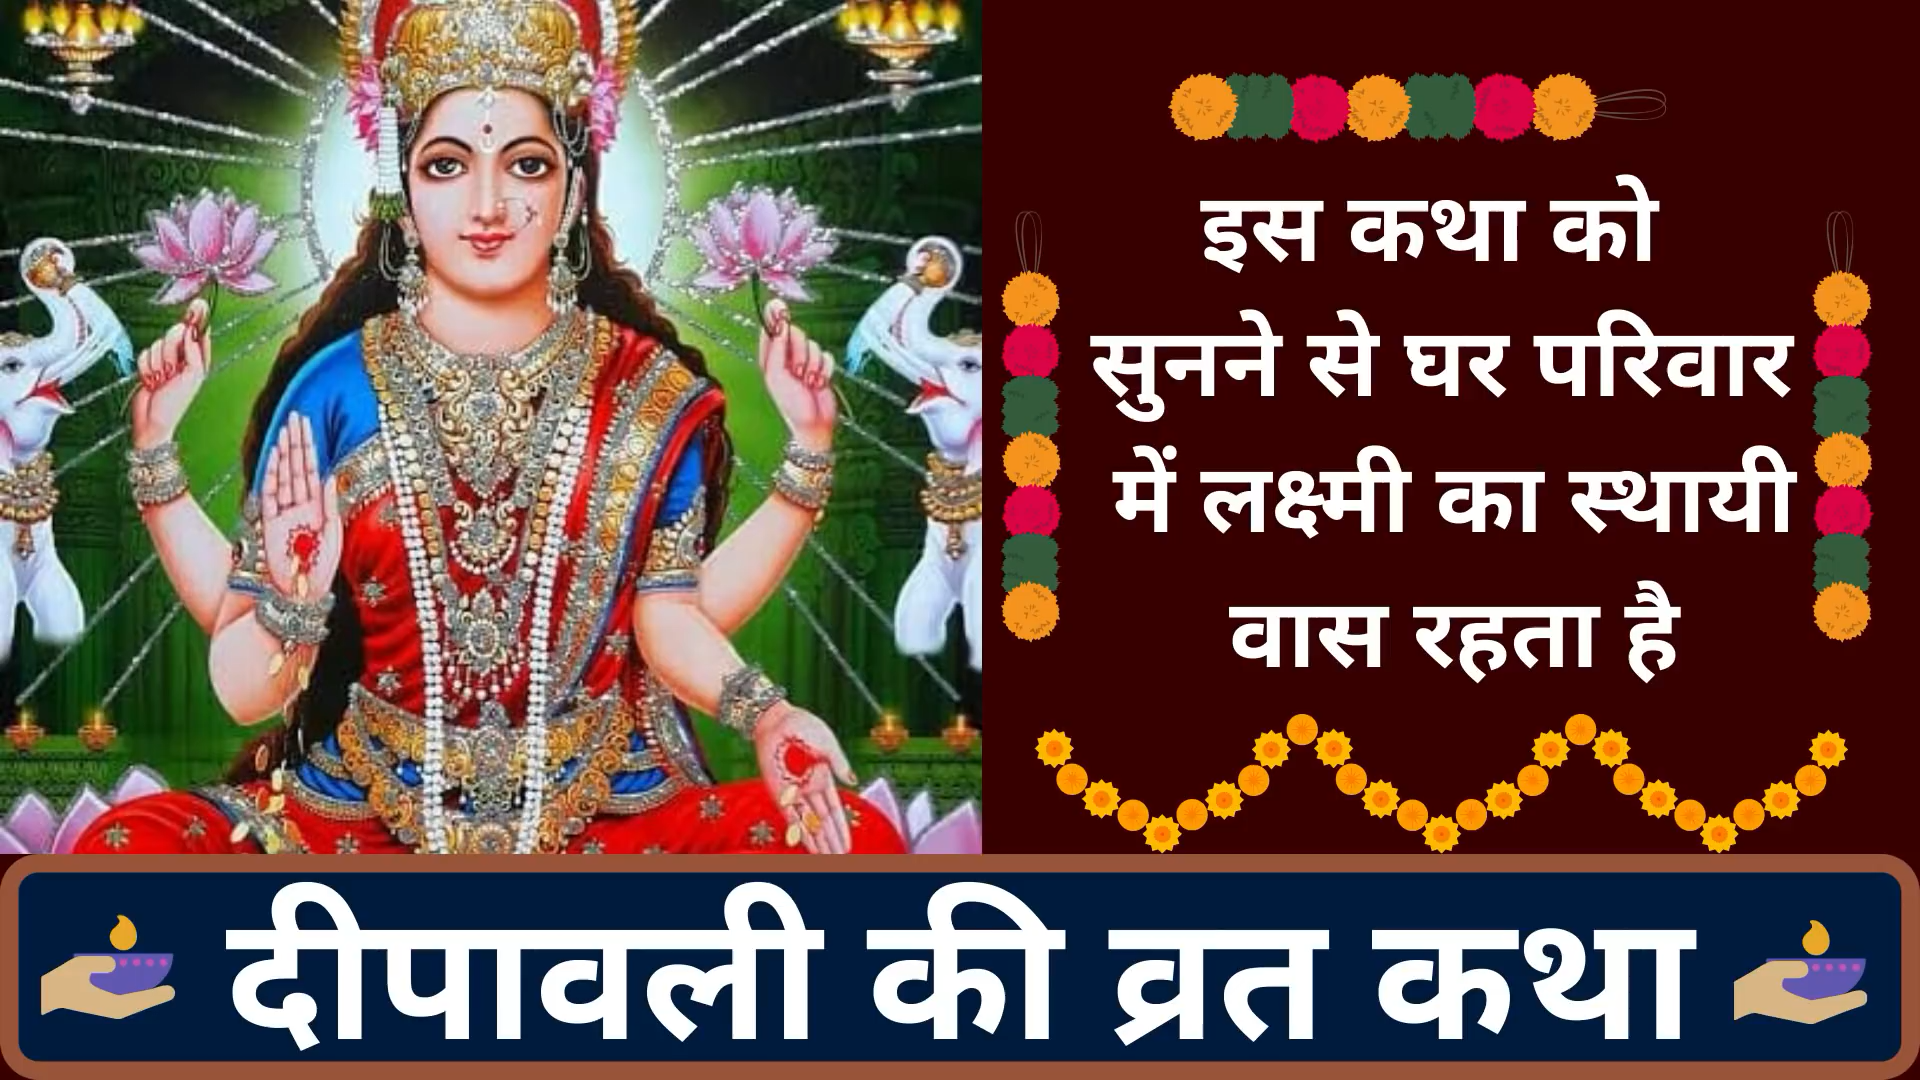 इस कथा को
सुनने से घर परिवार
में लक्ष्मी का स्थायी
वास रहता है
दीपावली की व्रत कथा